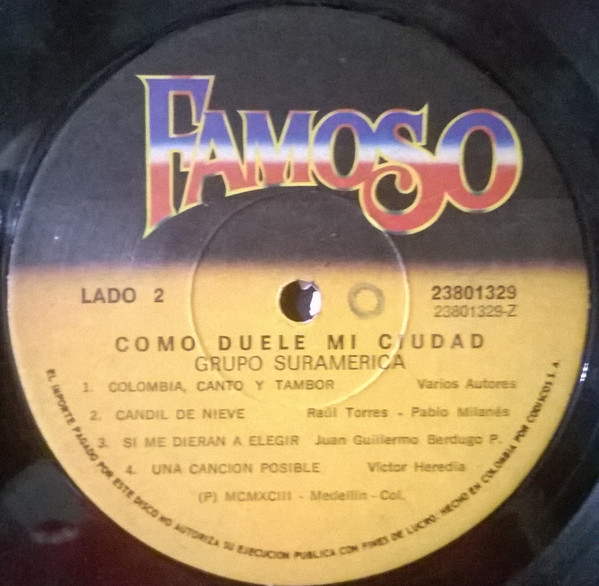 FAMOSO
LADO 2
23801329
23801329-Z
COMO DUELE MI CIUDAD
GRUPO SURAMERICA
1. COLOMBIA, CANTO Y TAMBOR Varios Autores
2. CANDIL DE NIEVE Raúl Torres - Pablo Milanés
3. SI ME DIERAN A ELEGIR Juan Guillermo Berdugo P.
4. UNA CANCION POSIBLE Victor Heredia
(P) MCMXCIII - Medellin - Col.
EL IMPORTE PAGADO POR ESTE DISCO NO AUTORIZA SU EJECUCION PUBLICA CON FINES DE LUCRO: HECHO EN COLOMBIA POR CODISCOS S. A.